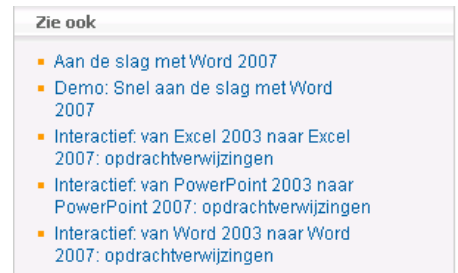 Zie ook
Aan de slag met Word 2007
Demo: Snel aan de slag met Word
2007
Interactief: van Excel 2003 naar Excel
2007: opdrachtverwijzingen
Interactief: van PowerPoint 2003 naar
PowerPoint 2007: opdrachtverwijzingen
Interactief: van Word 2003 naar Word
2007: opdrachtverwijzingen